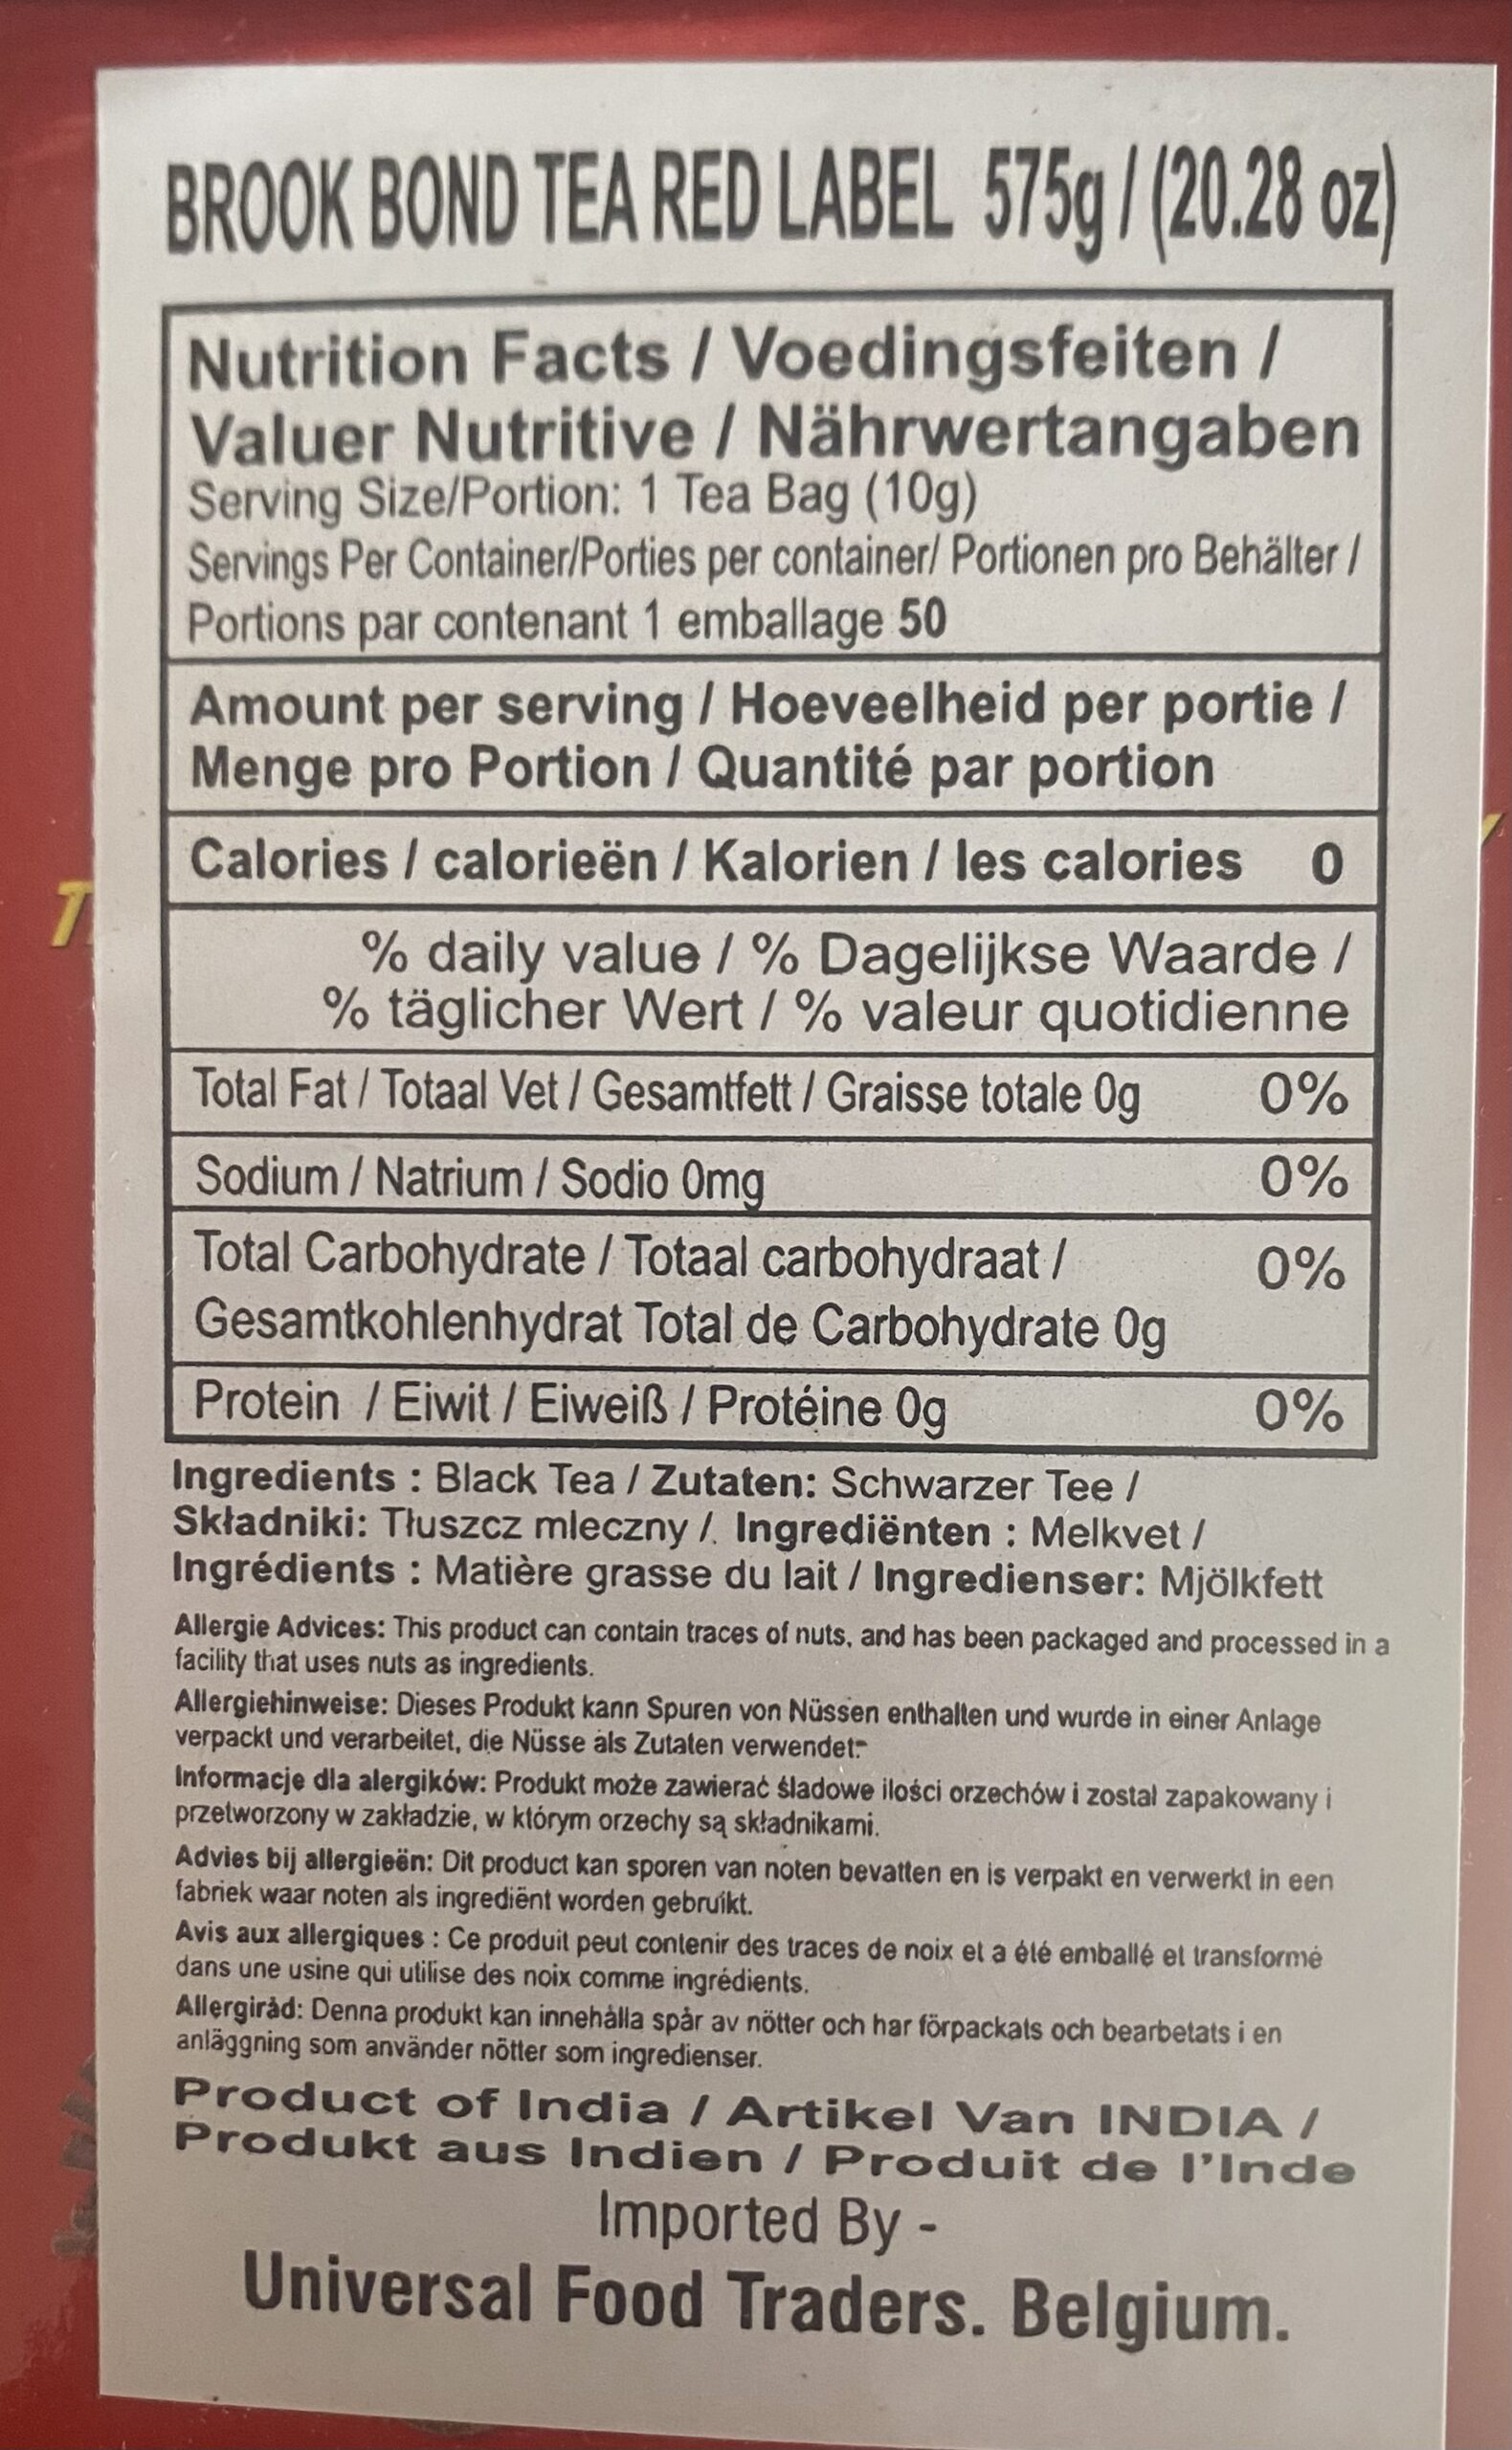 BROOK BOND TEA RED LABEL 575g / (20.28 oz)
Nutrition Facts / Voedingsfeiten /
Valuer Nutritive / Nährwertangaben
Serving Size/Portion: 1 Tea Bag (10g)
Servings Per Container/Porties per container/ Portionen pro Behälter /
Portions par contenant 1 emballage 50
Amount per serving / Hoeveelheid per portie /
Menge pro Portion / Quantité par portion
Calories / calorieën / Kalorien / les calories 0
% daily value / % Dagelijkse Waarde /
% täglicher Wert / % valeur quotidienne
Total Fat / Totaal Vet / Gesamtfett / Graisse totale 0g 0%
Sodium / Natrium / Sodio 0mg 0%
Total Carbohydrate / Totaal carbohydraat / 0%
Gesamtkohlenhydrat Total de Carbohydrate 0g
Protein / Eiwit / Eiweiß / Protéine 0g 0%
Ingredients : Black Tea / Zutaten: Schwarzer Tee /
Składniki: Tłuszcz mleczny /. Ingrediënten : Melkvet /
Ingrédients : Matière grasse du lait / Ingredienser: Mjölkfett
Allergie Advices: This product can contain traces of nuts, and has been packaged and processed in a
facility that uses nuts as ingredients.
Allergiehinweise: Dieses Produkt kann Spuren von Nüssen enthalten und wurde in einer Anlage
verpackt und verarbeitet, die Nüsse als Zutaten verwendet.
Informacje dla alergików: Produkt może zawierać śladowe ilości orzechów i zostal zapakowany i
przetworzony w zakładzie, w którym orzechy są składnikami.
Advies bij allergieën: Dit product kan sporen van noten bevatten en is verpakt en verwerkt in een
fabriek waar noten als ingrediënt worden gebruikt.
Avis aux allergiques : Ce produit peut contenir des traces de noix et a été emballé et transformé
dans une usine qui utilise des noix comme ingrédients.
Allergiråd: Denna produkt kan innehålla spår av nötter och har förpackats och bearbetats i en
anläggning som använder nötter som ingredienser.
Product of India / Artikel Van INDIA /
Produkt aus Indien / Produit de l'Inde
Imported By -
Universal Food Traders. Belgium.